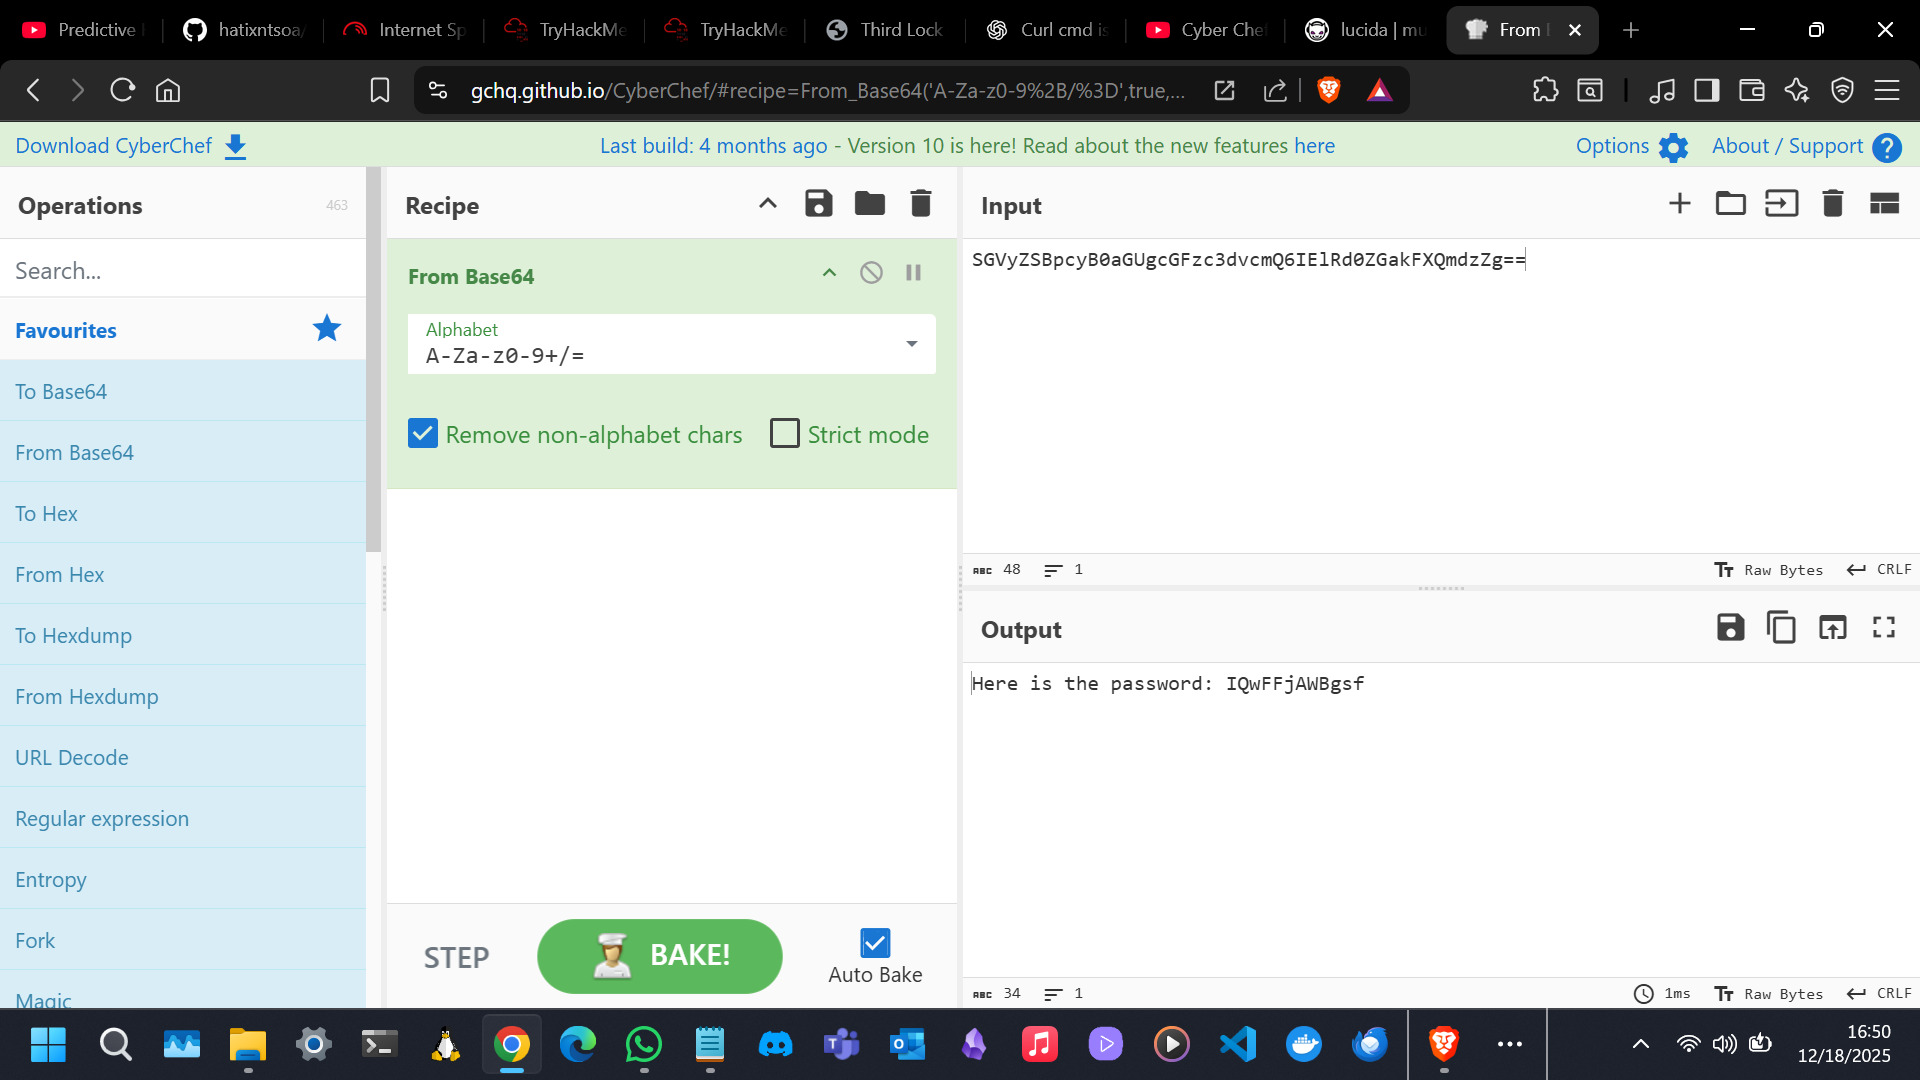 Predictive
hatixntsoa/
Internet Sp
TryHackMe
TryHackMe
Third Lock
Curl cmd is
Cyber Chef
lucida | mu
From
gchq.github.io/CyberChef/#recipe=From_Base64('A-Za-z0-9%2B/%3D',true,...
Download CyberChef
Last build: 4 months ago - Version 10 is here! Read about the new features here
Options
About / Support
Operations
463
Recipe
Input
Search...
Favourites
To Base64
From Base64
To Hex
From Hex
To Hexdump
From Hexdump
URL Decode
Regular expression
Entropy
Fork
Magic
From Base64
Alphabet
A-Za-z0-9+/=
Remove non-alphabet chars
Strict mode
STEP
BAKE!
Auto Bake
SGVyZSBpcyB0aGUgcGFzc3dvcmQ6IElRd0ZGakFXQmdzZg==
ABC 48 1
Raw Bytes
CRLF
Output
Here is the password: IQwFFjAWBgsf
ABC 34 1
1ms
Raw Bytes
CRLF
16:50
12/18/2025